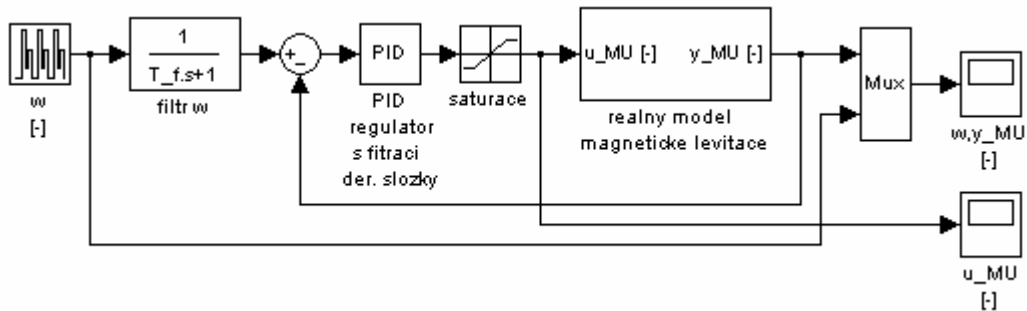 w
[-]
1
T_f.s+1
filtr w
+
-
PID
PID
regulator
s fitraci
der. slozky
saturace
u_MU [-]
y_MU [-]
realny model
magneticke levitace
Mux
w,y_MU
[-]
u_MU
[-]